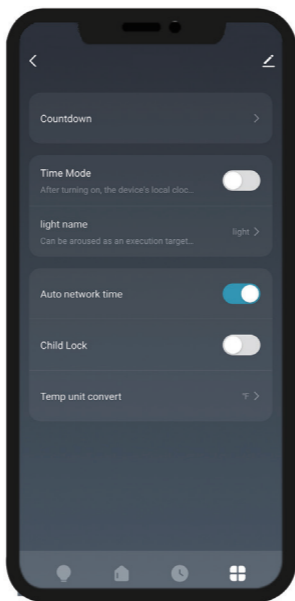 Countdown
Time Mode
After turning on, the device's local cloc...
light name
Can be aroused as an execution target...
light
Auto network time
Child Lock
Temp unit convert
°F